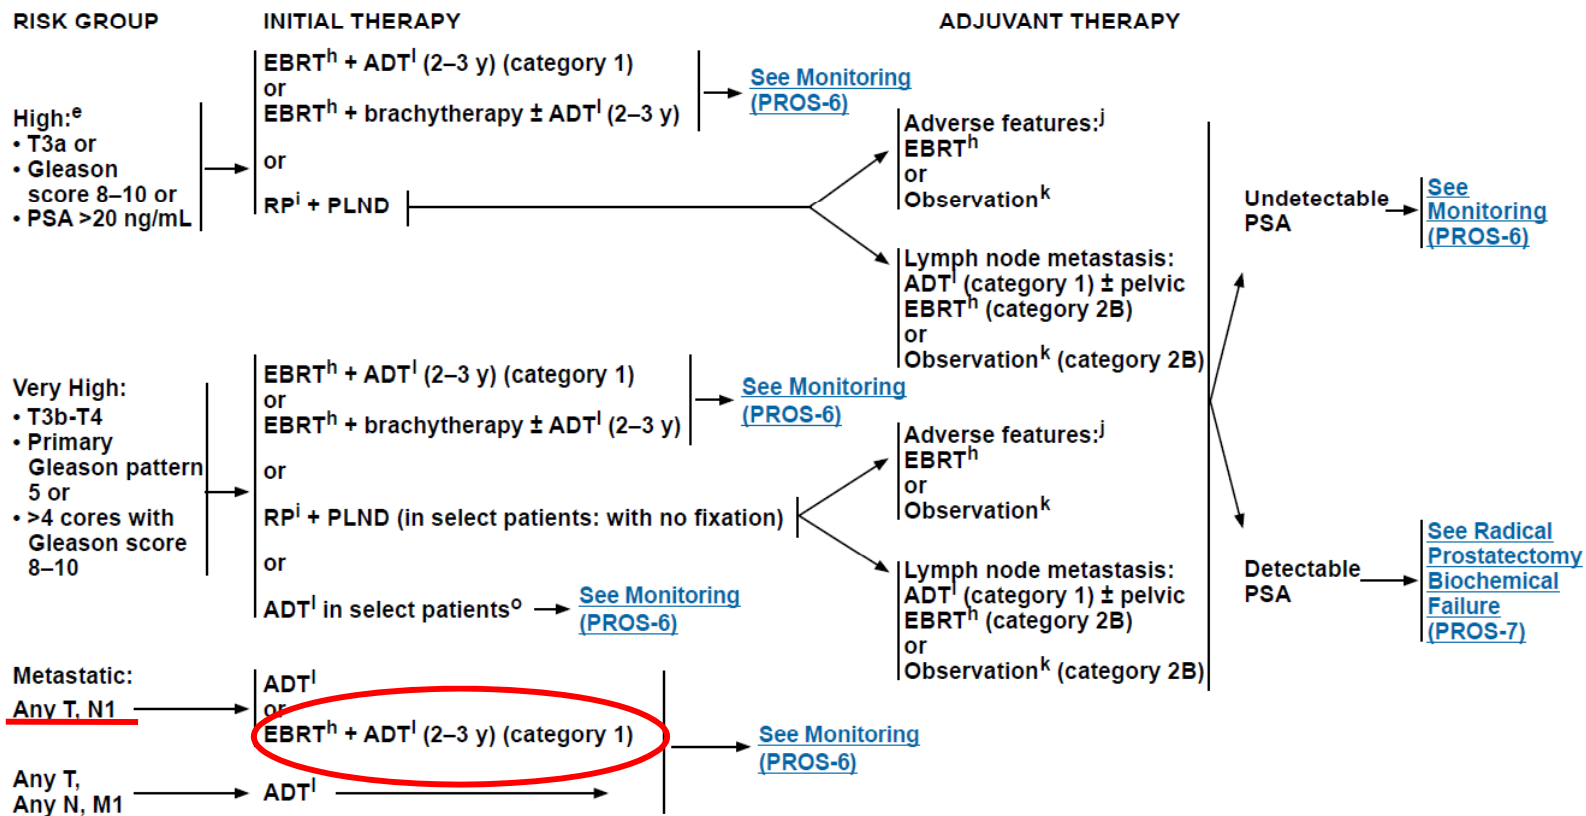 RISK GROUP
INITIAL THERAPY
ADJUVANT THERAPY
High:e
• T3a or
• Gleason
score 8–10 or
• PSA >20 ng/mL
EBRTh + ADTl (2–3 y) (category 1)
or
EBRTh + brachytherapy ± ADTl (2–3 y)
or
RPi + PLND
See Monitoring
(PROS-6)
Adverse features:j
EBRTh
or
Observationk
Lymph node metastasis:
ADTl (category 1) ± pelvic
EBRTh (category 2B)
or
Observationk (category 2B)
Undetectable
PSA
See
Monitoring
(PROS-6)
Very High:
• T3b-T4
• Primary
Gleason pattern
5 or
• >4 cores with
Gleason score
8–10
EBRTh + ADTl (2–3 y) (category 1)
or
EBRTh + brachytherapy ± ADTl (2–3 y)
or
RPi + PLND (in select patients: with no fixation)
or
ADTl in select patientso
See Monitoring
(PROS-6)
See Monitoring
(PROS-6)
Adverse features:j
EBRTh
or
Observationk
Lymph node metastasis:
ADTl (category 1) ± pelvic
EBRTh (category 2B)
or
Observationk (category 2B)
Detectable
PSA
See Radical
Prostatectomy
Biochemical
Failure
(PROS-7)
Metastatic:
Any T, N1
ADTl
or
EBRTh + ADTl (2–3 y) (category 1)
Any T,
Any N, M1
ADTl
See Monitoring
(PROS-6)